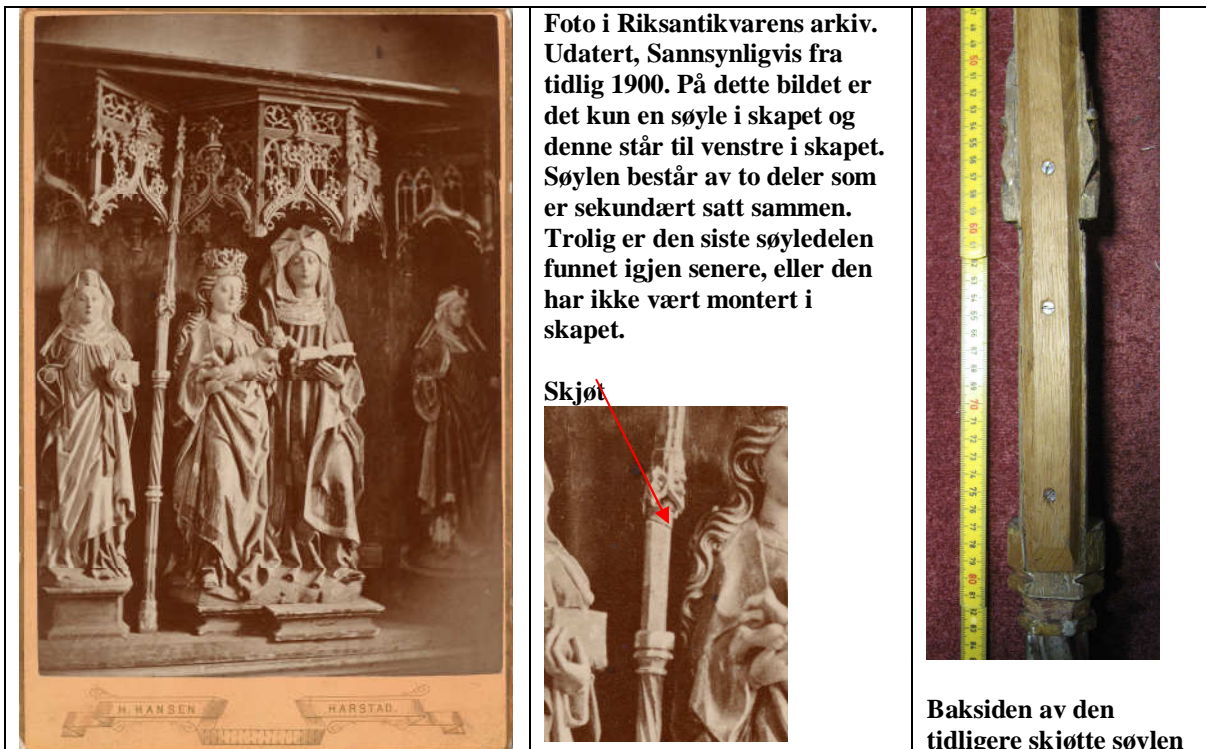 H. HANSEN
HARSTAD.
Foto i Riksantikvarens arkiv.
Udatert, Sannsynligvis fra
tidlig 1900. På dette bildet er
det kun en søyle i skapet og
denne står til venstre i skapet.
Søylen består av to deler som
er sekundært satt sammen.
Trolig er den siste søyledelen
funnet igjen senere, eller den
har ikke vært montert i
skapet.
Skjøt
Baksiden av den
tidligere skjøtte søylen